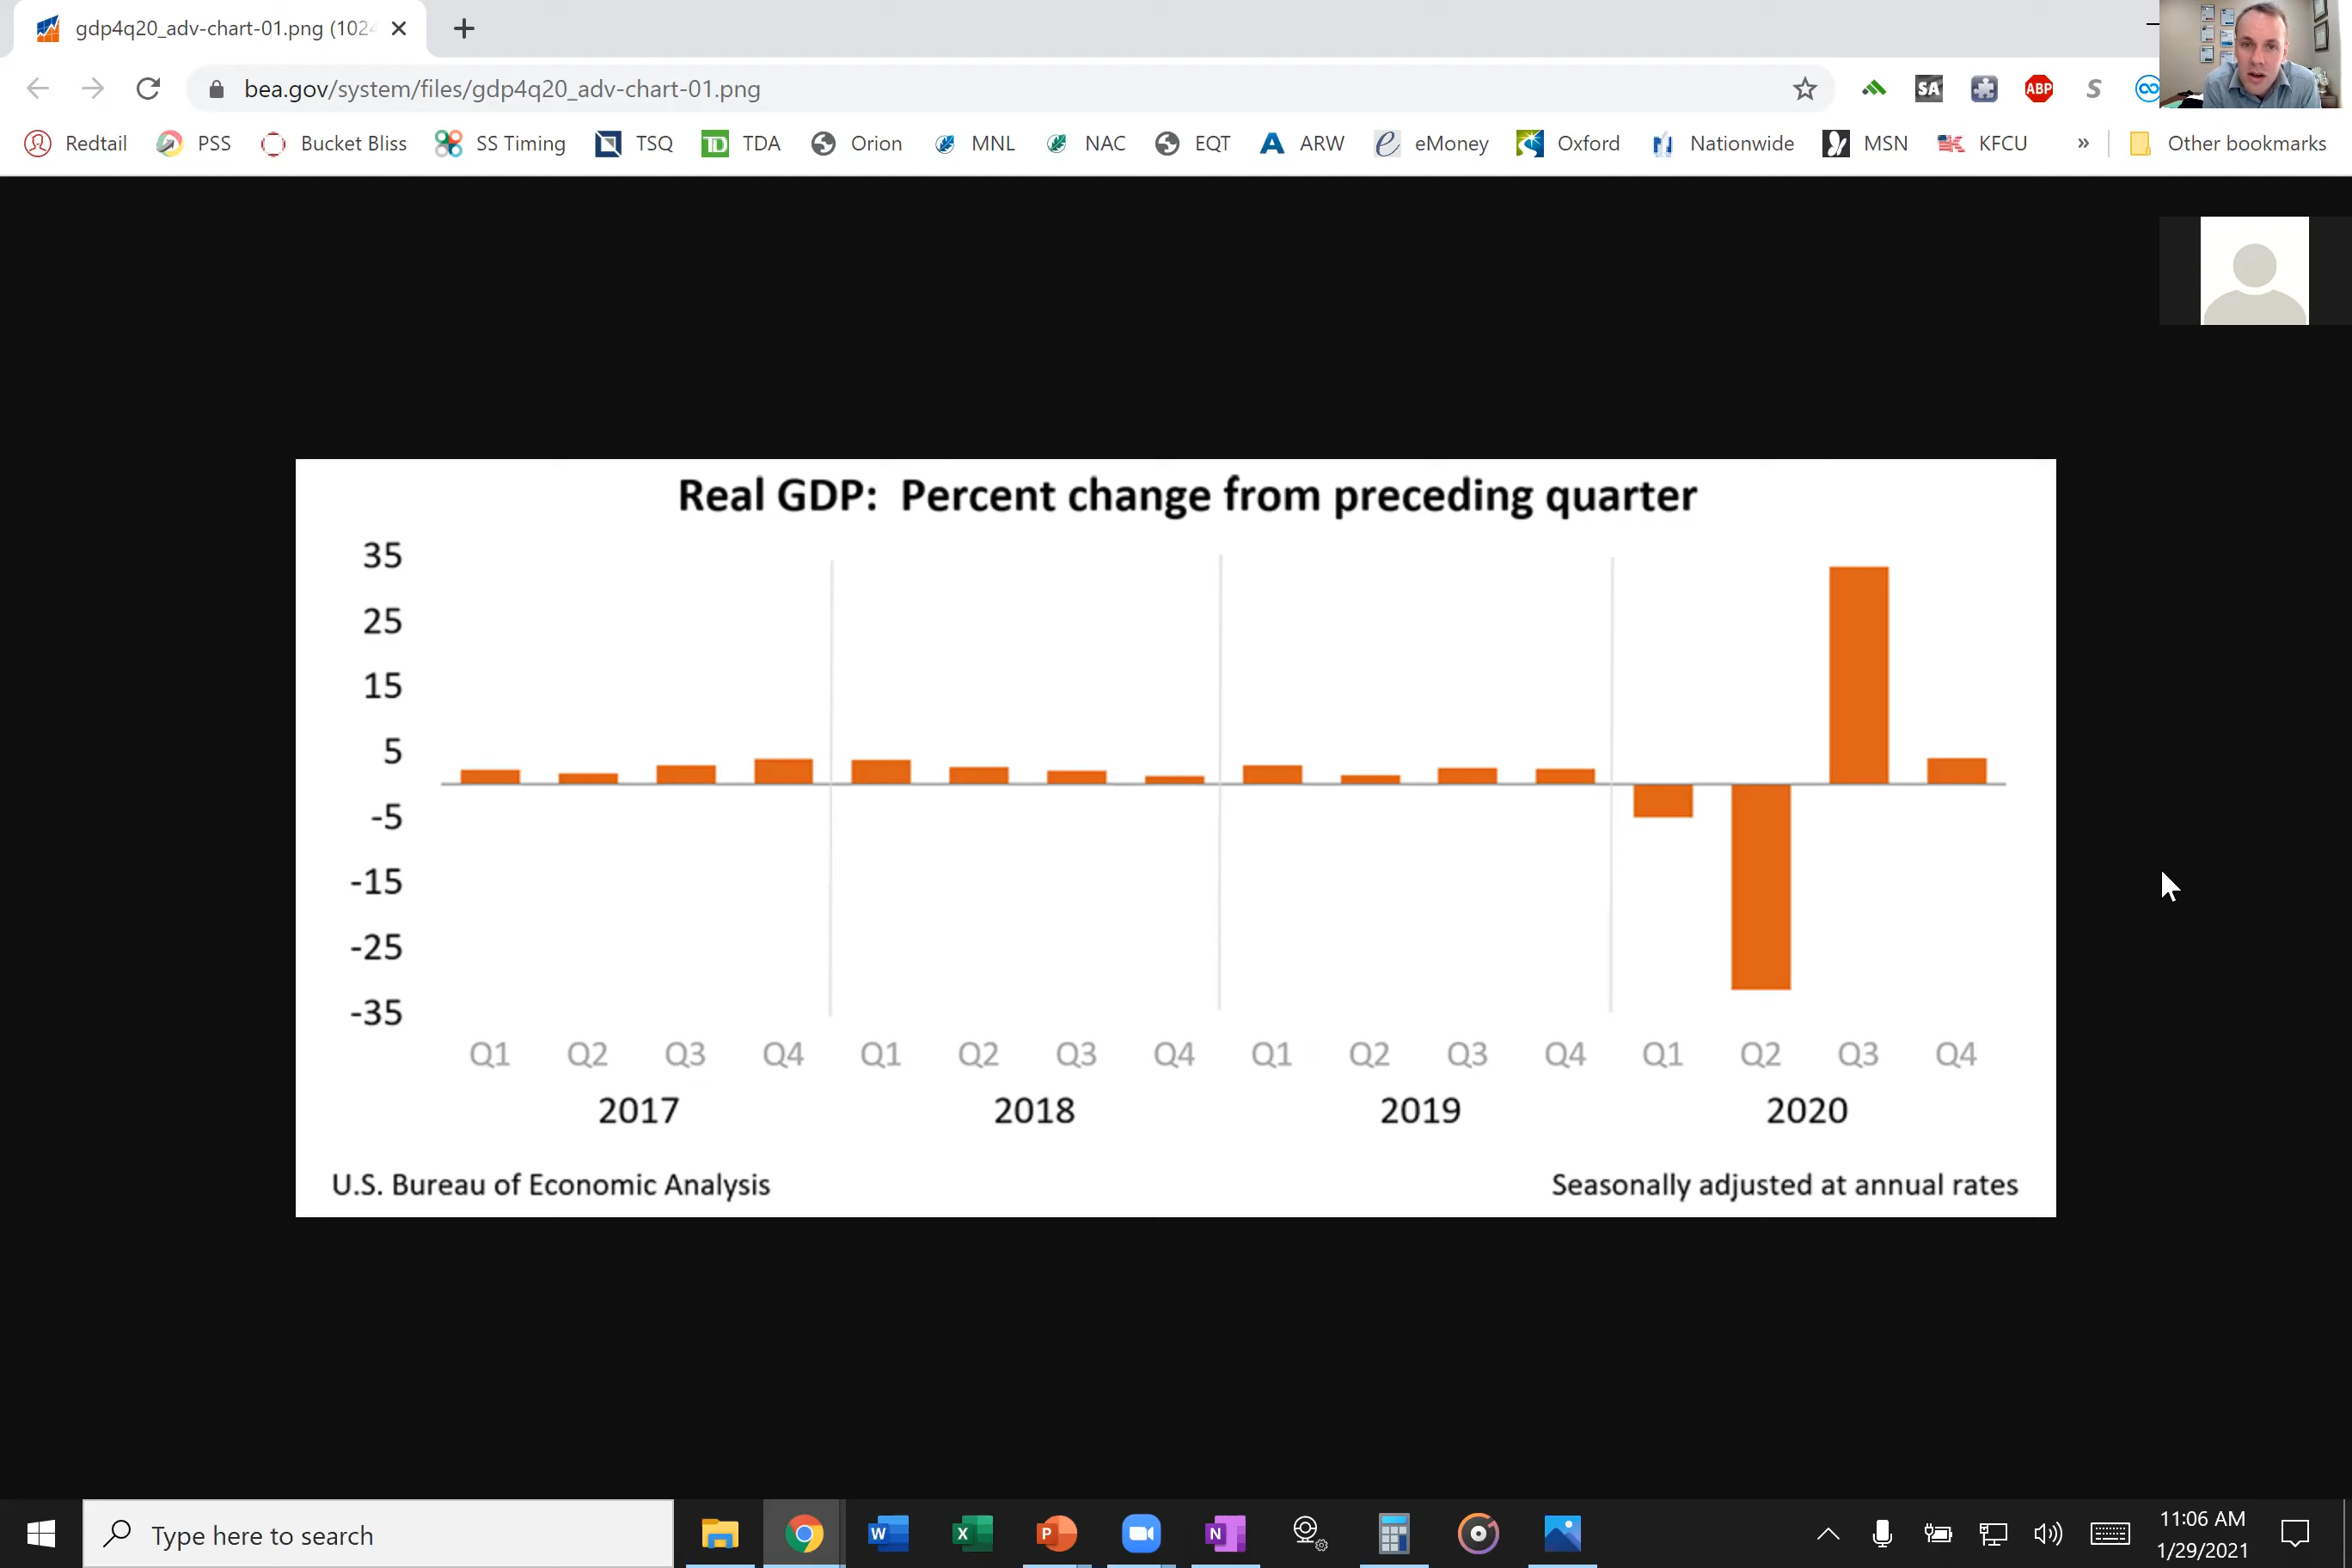 gdp4q20_adv-chart-01.png (1024
bea.gov/system/files/gdp4q20_adv-chart-01.png
SA
ABP
S
Redtail
PSS
Bucket Bliss
SS Timing
TSQ
TD
TDA
Orion
MNL
NAC
EQT
A
ARW
e
eMoney
Oxford
Nationwide
MSN
KFCU
»
Other bookmarks
Real GDP: Percent change from preceding quarter
35
25
15
5
-5
-15
-25
-35
Q1 Q2 Q3 Q4 Q1 Q2 Q3 Q4 Q1 Q2 Q3 Q4 Q1 Q2 Q3 Q4
2017 2018 2019 2020
U.S. Bureau of Economic Analysis
Seasonally adjusted at annual rates
Type here to search
W
X
P
N
11:06 AM
1/29/2021